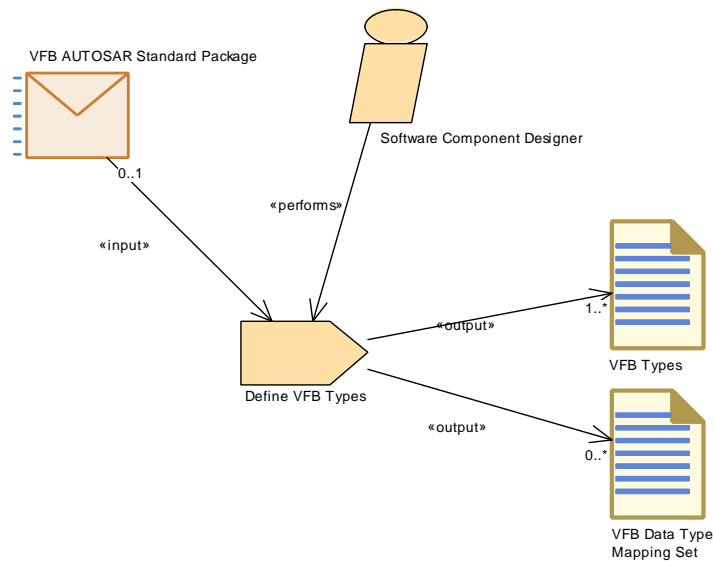 VFB AUTOSAR Standard Package
Software Component Designer
0..1
«performs»
«input»
1..*
«output»
VFB Types
Define VFB Types
«output»
0..*
VFB Data Type
Mapping Set